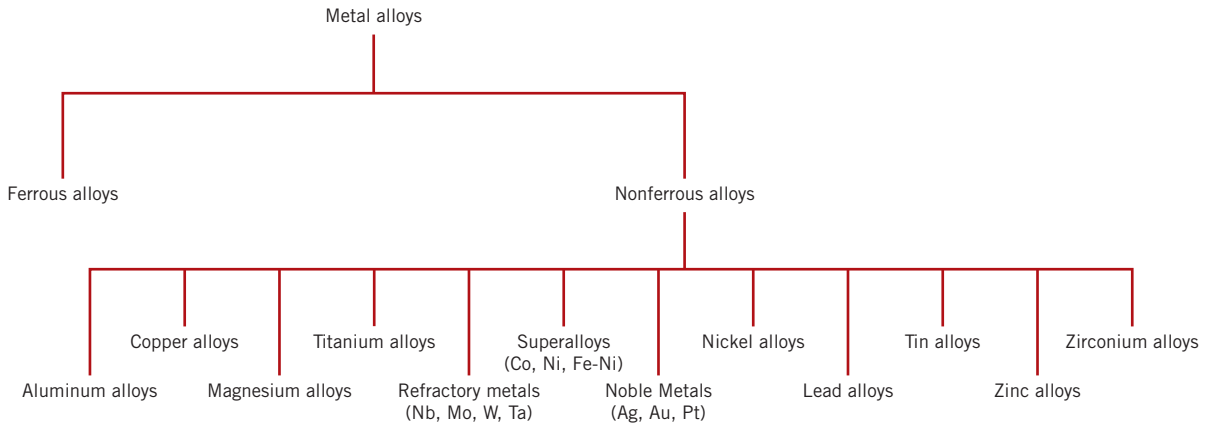 Metal alloys
Ferrous alloys
Nonferrous alloys
Copper alloys
Titanium alloys
Superalloys
(Co, Ni, Fe-Ni)
Nickel alloys
Tin alloys
Zirconium alloys
Aluminum alloys
Magnesium alloys
Refractory metals
(Nb, Mo, W, Ta)
Noble Metals
(Ag, Au, Pt)
Lead alloys
Zinc alloys